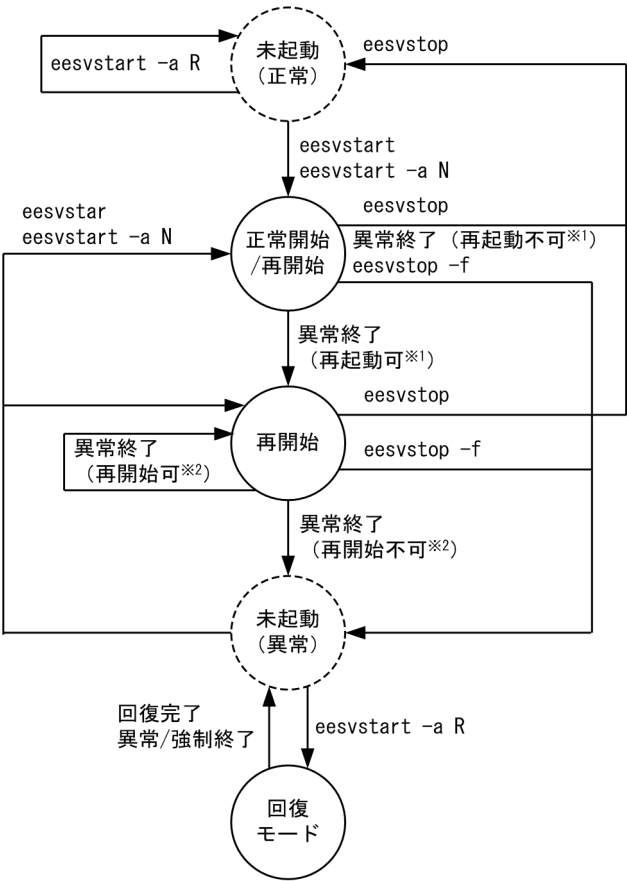 未起動
（正常）
eesvstop
eesvstart -a R
eesvstart
eesvstart -a N
eesvstar
eesvstart -a N
正常開始
/再開始
eesvstop
異常終了（再起動不可※1）
eesvstop -f
異常終了
（再起動可※1）
再開始
eesvstop
異常終了
（再開始可※2）
eesvstop -f
異常終了
（再開始不可※2）
未起動
（異常）
回復完了
異常/強制終了
eesvstart -a R
回復
モード